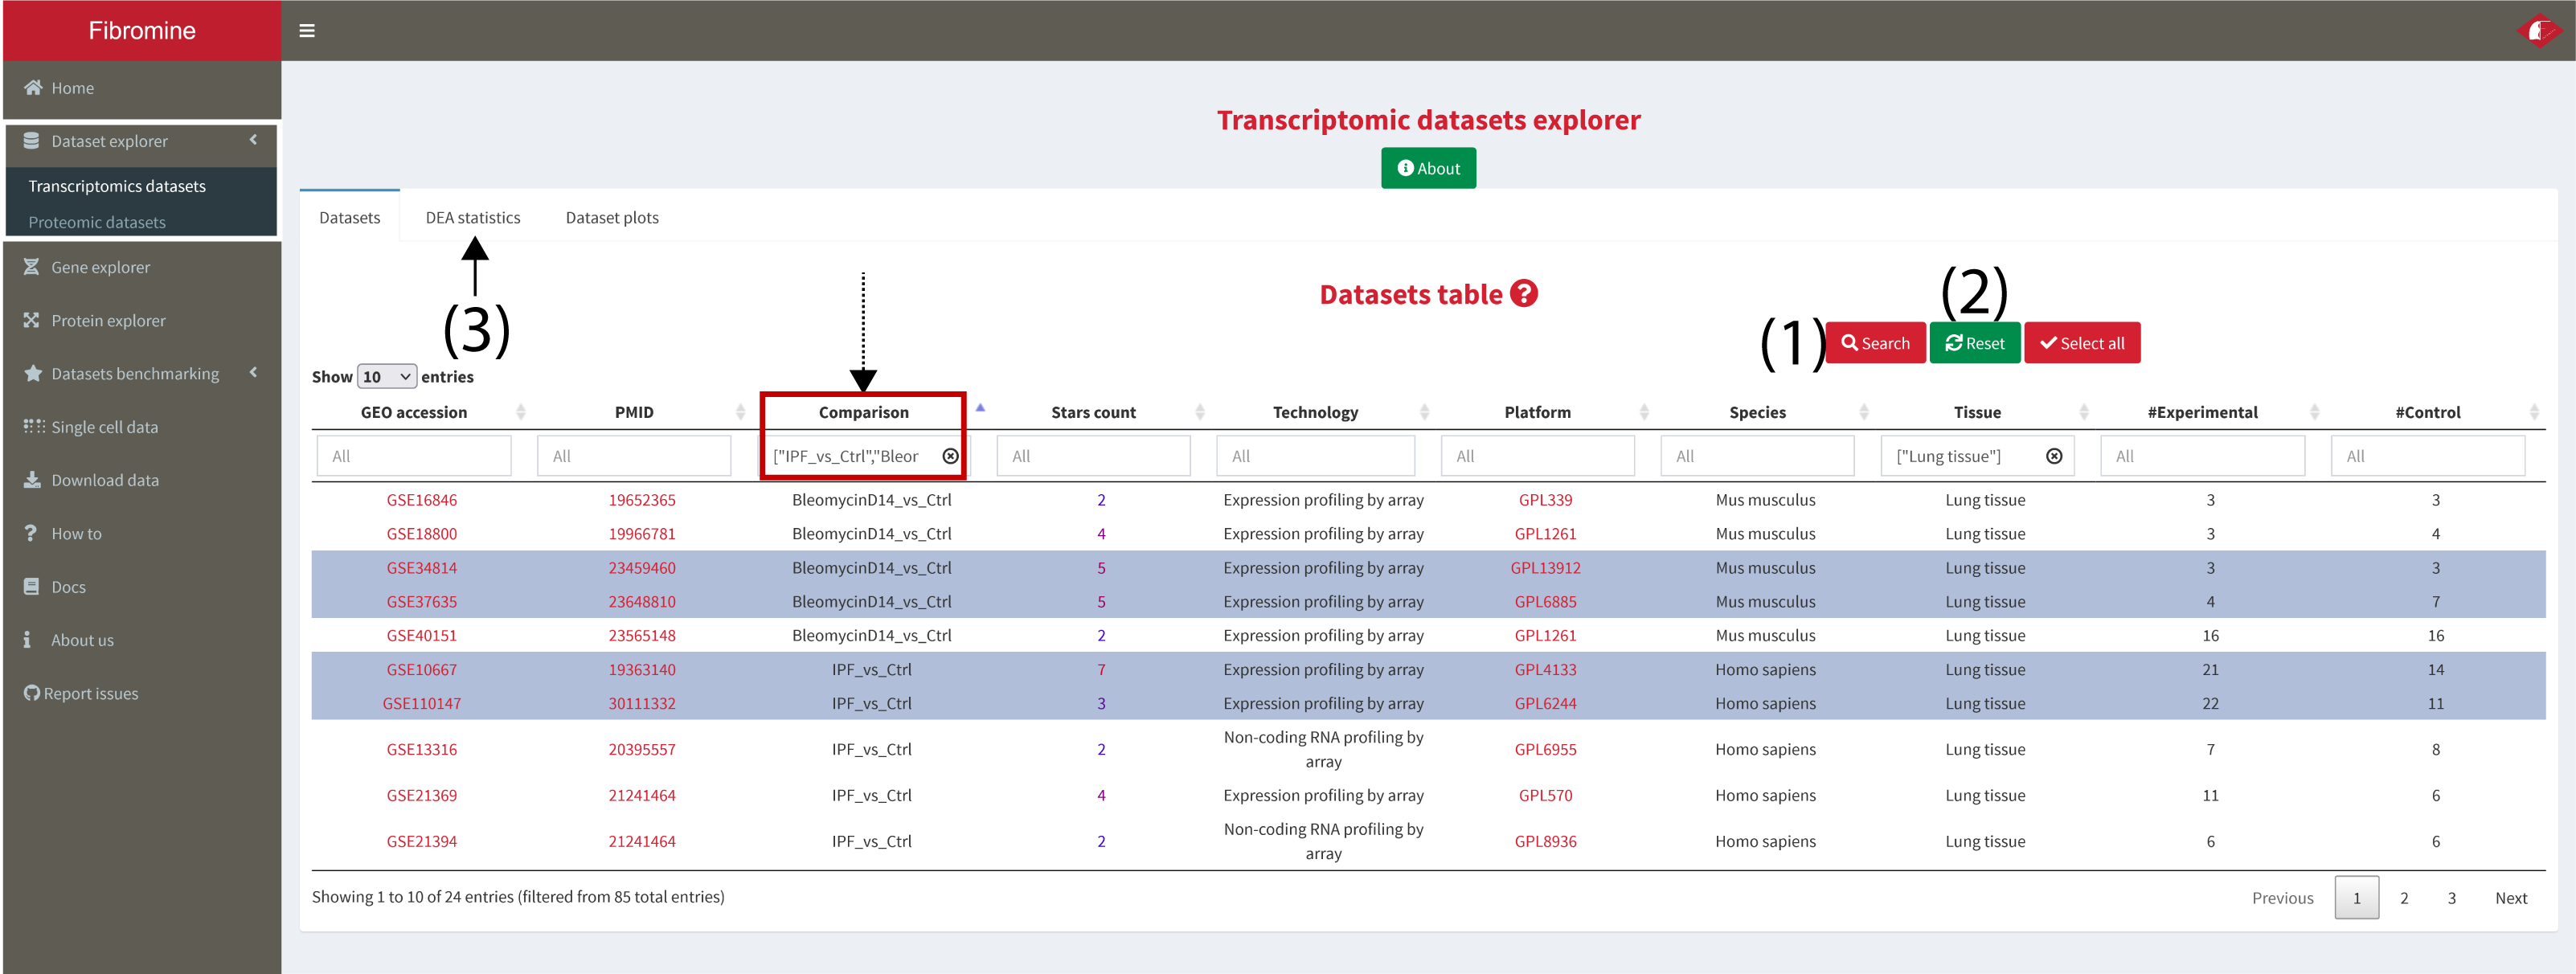 Fibromine
Home
Dataset explorer
Transcriptomics datasets
Proteomic datasets
Gene explorer
Protein explorer
Datasets benchmarking
Single cell data
Download data
How to
Docs
About us
Report issues
Transcriptomic datasets explorer
About
Datasets DEA statistics Dataset plots
(3)
Datasets table
(2)
(1) Search Reset Select all
Show 10 entries
GEO accession PMID Comparison Stars count Technology Platform Species Tissue #Experimental #Control
All All ["IPF_vs_Ctrl","Bleor All All All All ["Lung tissue"] All All
GSE16846 19652365 BleomycinD14_vs_Ctrl 2 Expression profiling by array GPL339 Mus musculus Lung tissue 3 3
GSE18800 19966781 BleomycinD14_vs_Ctrl 4 Expression profiling by array GPL1261 Mus musculus Lung tissue 3 4
GSE34814 23459460 BleomycinD14_vs_Ctrl 5 Expression profiling by array GPL13912 Mus musculus Lung tissue 3 3
GSE37635 23648810 BleomycinD14_vs_Ctrl 5 Expression profiling by array GPL6885 Mus musculus Lung tissue 4 7
GSE40151 23565148 BleomycinD14_vs_Ctrl 2 Expression profiling by array GPL1261 Mus musculus Lung tissue 16 16
GSE10667 19363140 IPF_vs_Ctrl 7 Expression profiling by array GPL4133 Homo sapiens Lung tissue 21 14
GSE110147 30111332 IPF_vs_Ctrl 3 Expression profiling by array GPL6244 Homo sapiens Lung tissue 22 11
GSE13316 20395557 IPF_vs_Ctrl 2 Non-coding RNA profiling by array GPL6955 Homo sapiens Lung tissue 7 8
GSE21369 21241464 IPF_vs_Ctrl 4 Expression profiling by array GPL570 Homo sapiens Lung tissue 11 6
GSE21394 21241464 IPF_vs_Ctrl 2 Non-coding RNA profiling by array GPL8936 Homo sapiens Lung tissue 6 6
Showing 1 to 10 of 24 entries (filtered from 85 total entries)
Previous 1 2 3 Next